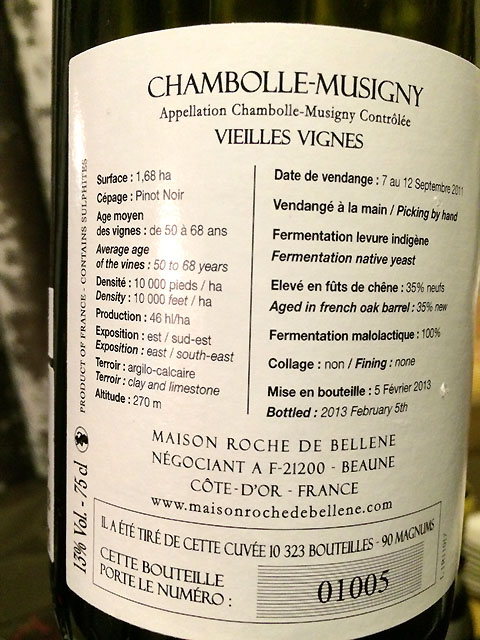 CHAMBOLLE-MUSIGNY
Appellation Chambolle-Musigny Contrôlée
VIEILLES VIGNES
Surface : 1,68 ha
Cépage : Pinot Noir
Age moyen
des vignes : de 50 à 68 ans
Average age
of the vines : 50 to 68 years
Densité : 10 000 pieds / ha
Density : 10 000 feet / ha
Production : 46 hl/ha
Exposition : est / sud-est
Exposition : east / south-east
Terroir : argilo-calcaire
Terroir : clay and limestone
Altitude : 270 m
Date de vendange : 7 au 12 Septembre 2011
Vendangé à la main / Picking by hand
Fermentation levure indigène
Fermentation native yeast
Elevé en fûts de chêne : 35% neufs
Aged in french oak barrel : 35% new
Fermentation malolactique : 100%
Collage : non / Fining : none
Mise en bouteille : 5 Février 2013
Bottled : 2013 February 5th
PRODUCT OF FRANCE - CONTAINS SULPHITES
13% Vol. - 75 cl
MAISON ROCHE DE BELLENE
NÉGOCIANT A F-21200 - BEAUNE
CÔTE-D'OR - FRANCE
www.maisonrochedebellene.com
IL A ÉTÉ TIRÉ DE CETTE CUVÉE 10 323 BOUTEILLES - 90 MAGNUMS
CETTE BOUTEILLE
PORTE LE NUMÉRO :
01005